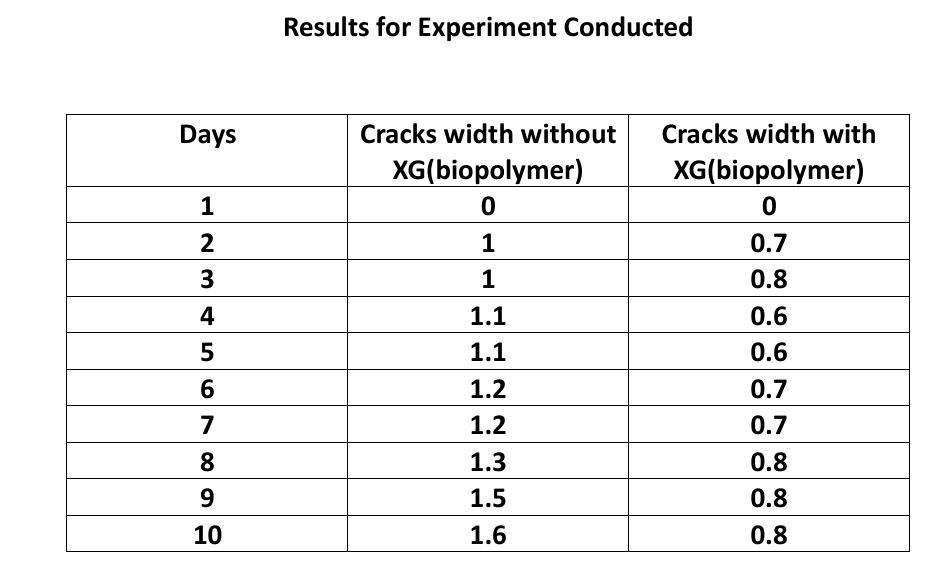 Results for Experiment Conducted
Days Cracks width without Cracks width with
XG(biopolymer) XG(biopolymer)
1 0 0
2 1 0.7
3 1 0.8
4 1.1 0.6
5 1.1 0.6
6 1.2 0.7
7 1.2 0.7
8 1.3 0.8
9 1.5 0.8
10 1.6 0.8